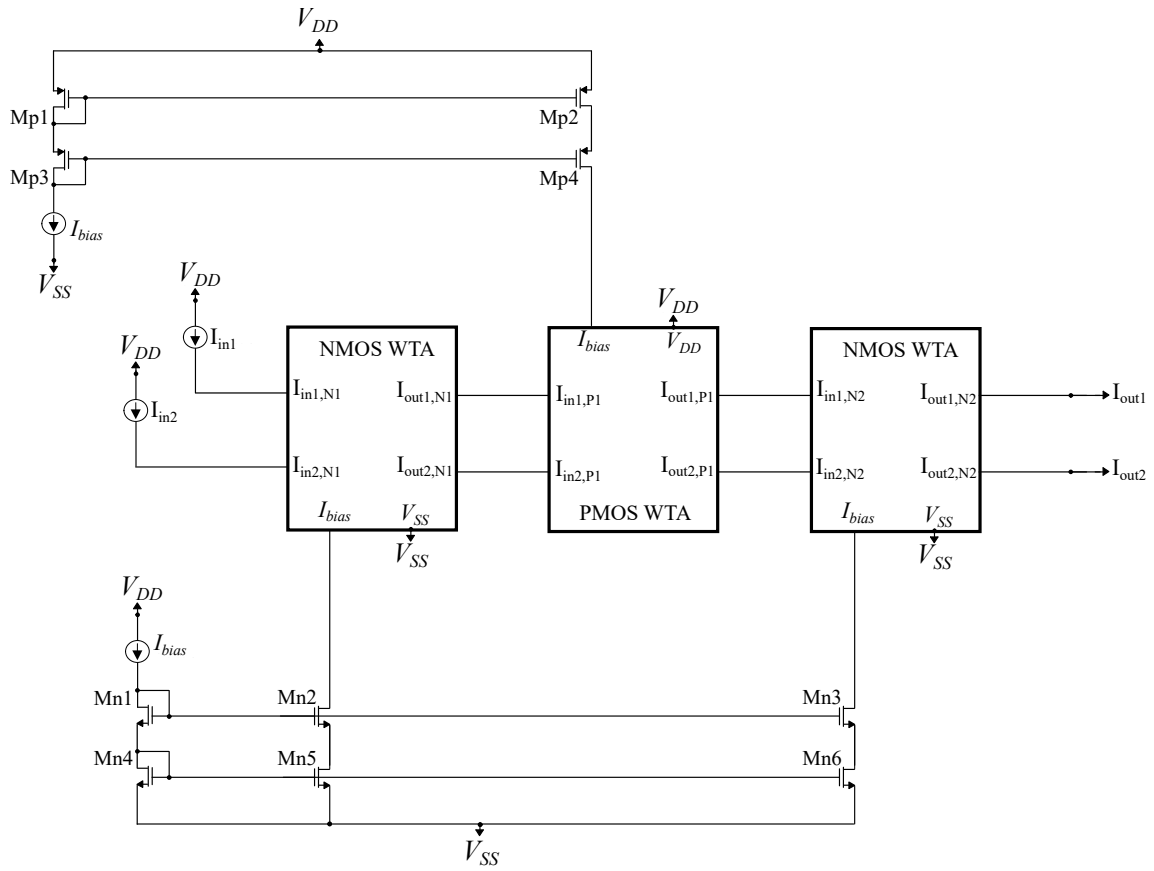 V_DD
Mp1
Mp2
Mp3
Mp4
I_bias
V_SS
V_DD
I_in1
V_DD
I_in2
V_DD
NMOS WTA
I_in1,N1
I_out1,N1
I_in2,N1
I_out2,N1
I_bias
V_SS
V_SS
I_bias
V_DD
I_in1,P1
I_out1,P1
I_in2,P1
I_out2,P1
PMOS WTA
NMOS WTA
I_in1,N2
I_out1,N2
I_in2,N2
I_out2,N2
I_bias
V_SS
V_SS
I_out1
I_out2
V_DD
I_bias
Mn1
Mn2
Mn3
Mn4
Mn5
Mn6
V_SS